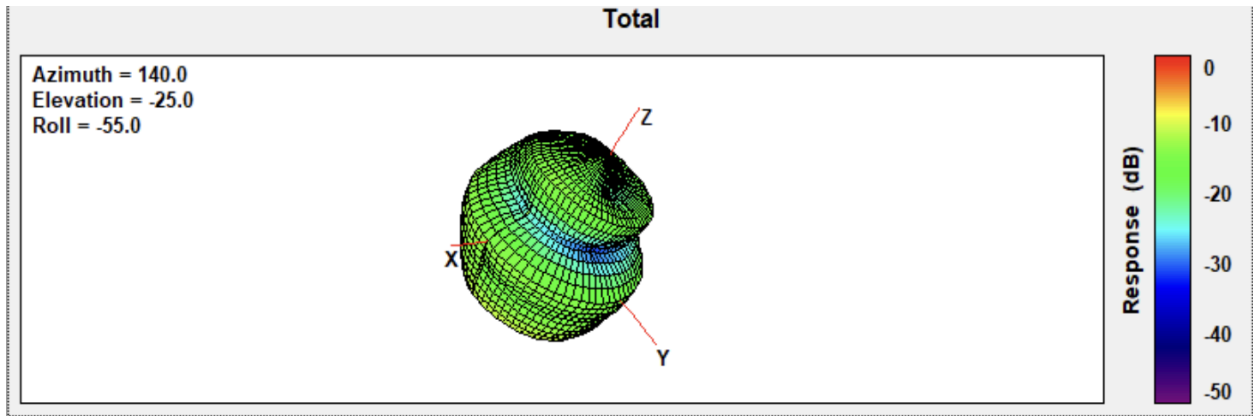 Total
Azimuth = 140.0
Elevation = -25.0
Roll = -55.0
Z
X
Y
0
-10
-20
-30
-40
-50
Response (dB)